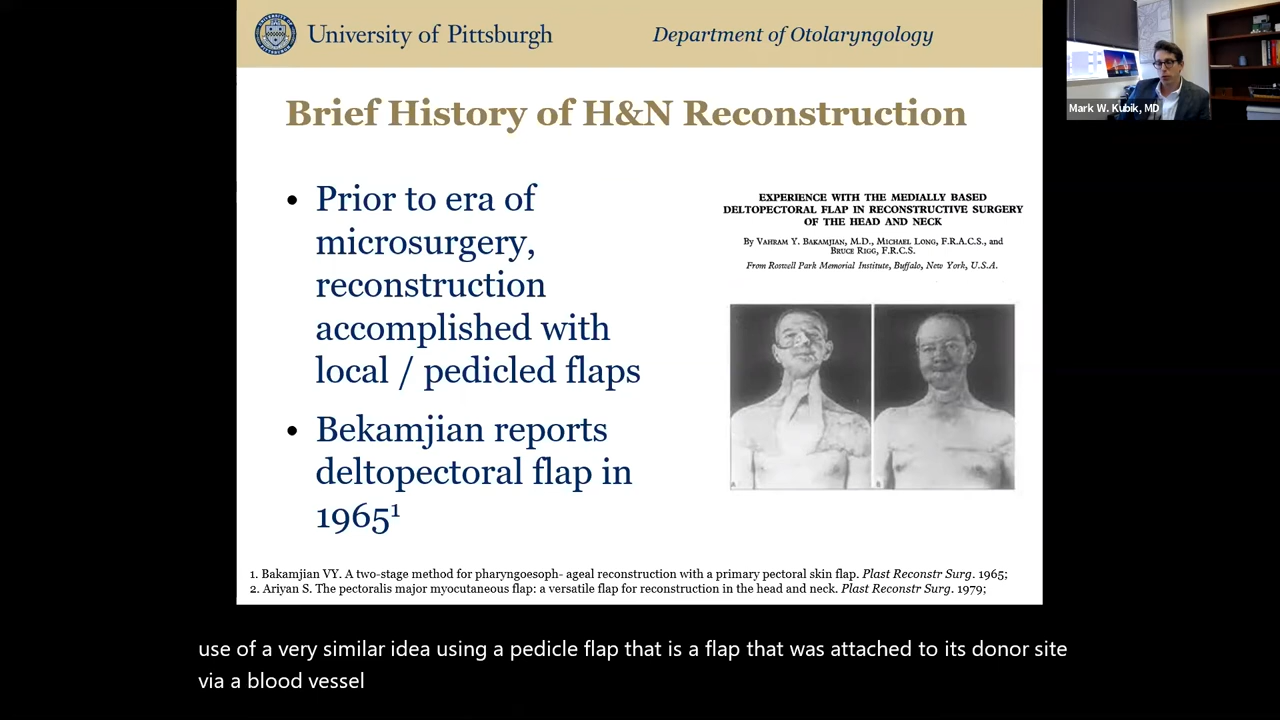 University of Pittsburgh
Department of Otolaryngology
Mark W. Kubik, MD
Brief History of H&N Reconstruction
• Prior to era of
microsurgery,
reconstruction
accomplished with
local / pedicled flaps
• Bekamjian reports
deltopectoral flap in
1965¹
EXPERIENCE WITH THE MEDIALLY BASED
DELTOPECTORAL FLAP IN RECONSTRUCTIVE SURGERY
OF THE HEAD AND NECK
By Vahram Y. Bakamjian, M.D., Michael Long, F.R.A.C.S., and
Bruce Rigg, F.R.C.S.
From Roswell Park Memorial Institute, Buffalo, New York, U.S.A.
1. Bakamjian VY. A two-stage method for pharyngoesoph- ageal reconstruction with a primary pectoral skin flap. Plast Reconstr Surg. 1965;
2. Ariyan S. The pectoralis major myocutaneous flap: a versatile flap for reconstruction in the head and neck. Plast Reconstr Surg. 1979;
use of a very similar idea using a pedicle flap that is a flap that was attached to its donor site
via a blood vessel